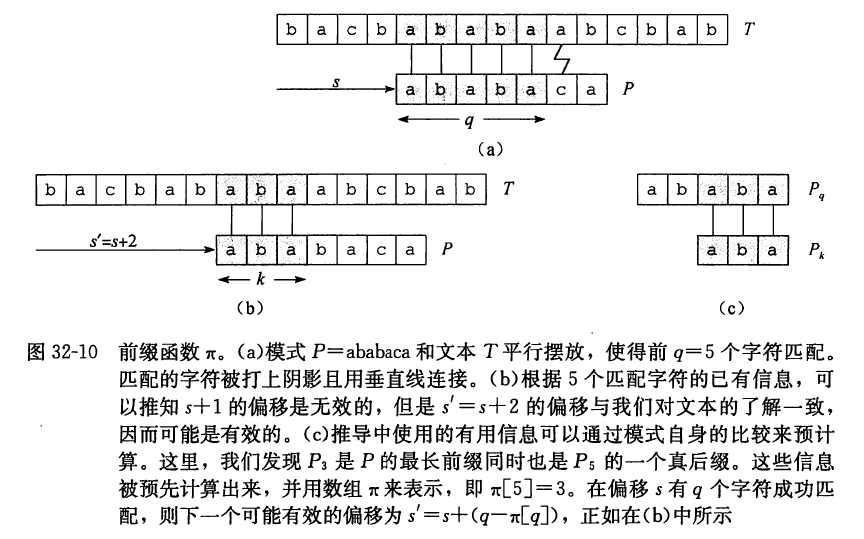 b a c b a b a b a a b c b a b T
s a b a b a c a P
q
(a)
b a c b a b a b a a b c b a b T a b a b a P_q
s′=s+2 a b a b a c a P a b a P_k
k
(b) (c)
图 32-10 前缀函数 π。(a)模式 P=ababaca 和文本 T 平行摆放，使得前 q=5 个字符匹配。
匹配的字符被打上阴影且用垂直线连接。(b)根据 5 个匹配字符的已有信息，可
以推知 s+1 的偏移是无效的，但是 s′=s+2 的偏移与我们对文本的了解一致，
因而可能是有效的。(c)推导中使用的有用信息可以通过模式自身的比较来预计
算。这里，我们发现 P₃ 是 P 的最长前缀同时也是 P₅ 的一个真后缀。这些信息
被预先计算出来，并用数组 π 来表示，即 π[5]=3。在偏移 s 有 q 个字符成功匹
配，则下一个可能有效的偏移为 s′=s+(q−π[q])，正如在(b)中所示